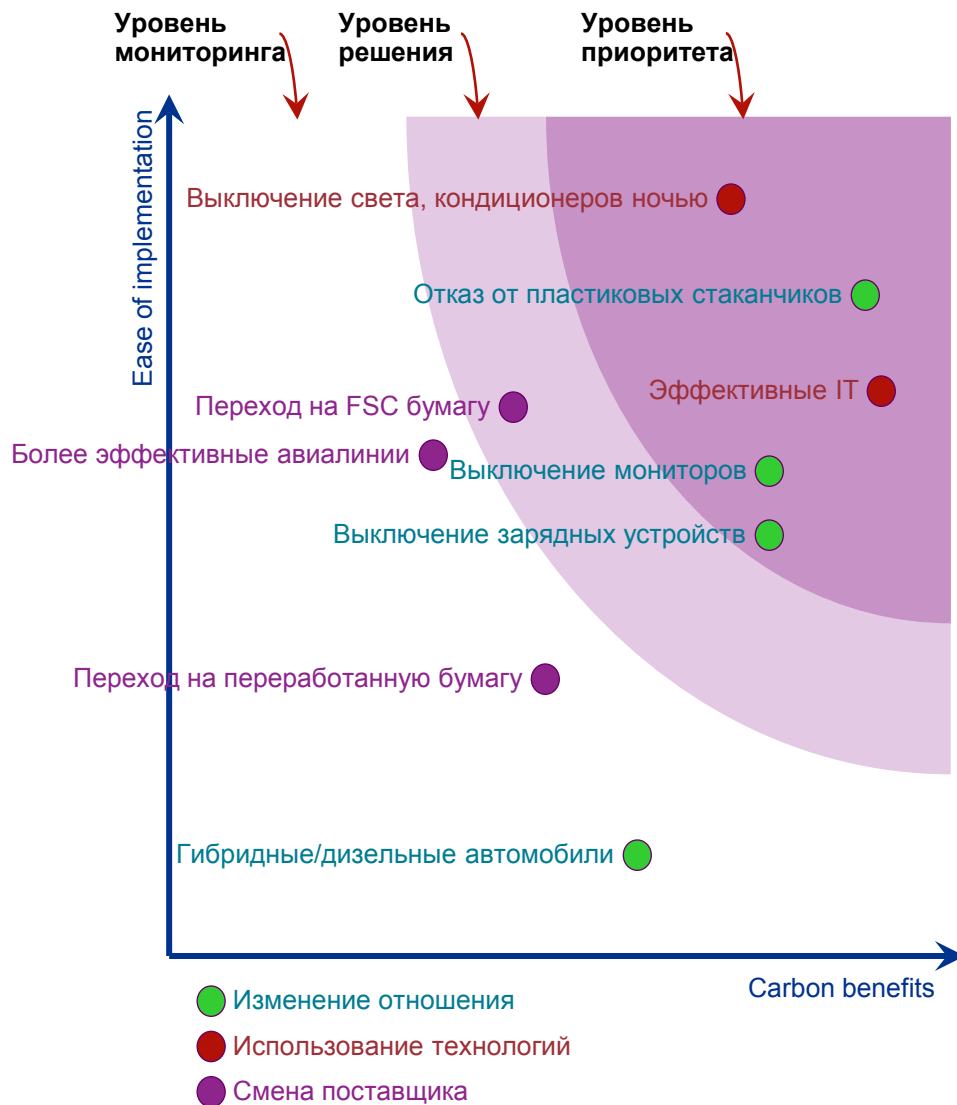 Уровень
мониторинга
Уровень
решения
Уровень
приоритета
Ease of implementation
Выключение света, кондиционеров ночью
Отказ от пластиковых стаканчиков
Эффективные IT
Переход на FSC бумагу
Более эффективные авиалинии
Выключение мониторов
Выключение зарядных устройств
Переход на переработанную бумагу
Гибридные/дизельные автомобили
Carbon benefits
Изменение отношения
Использование технологий
Смена поставщика